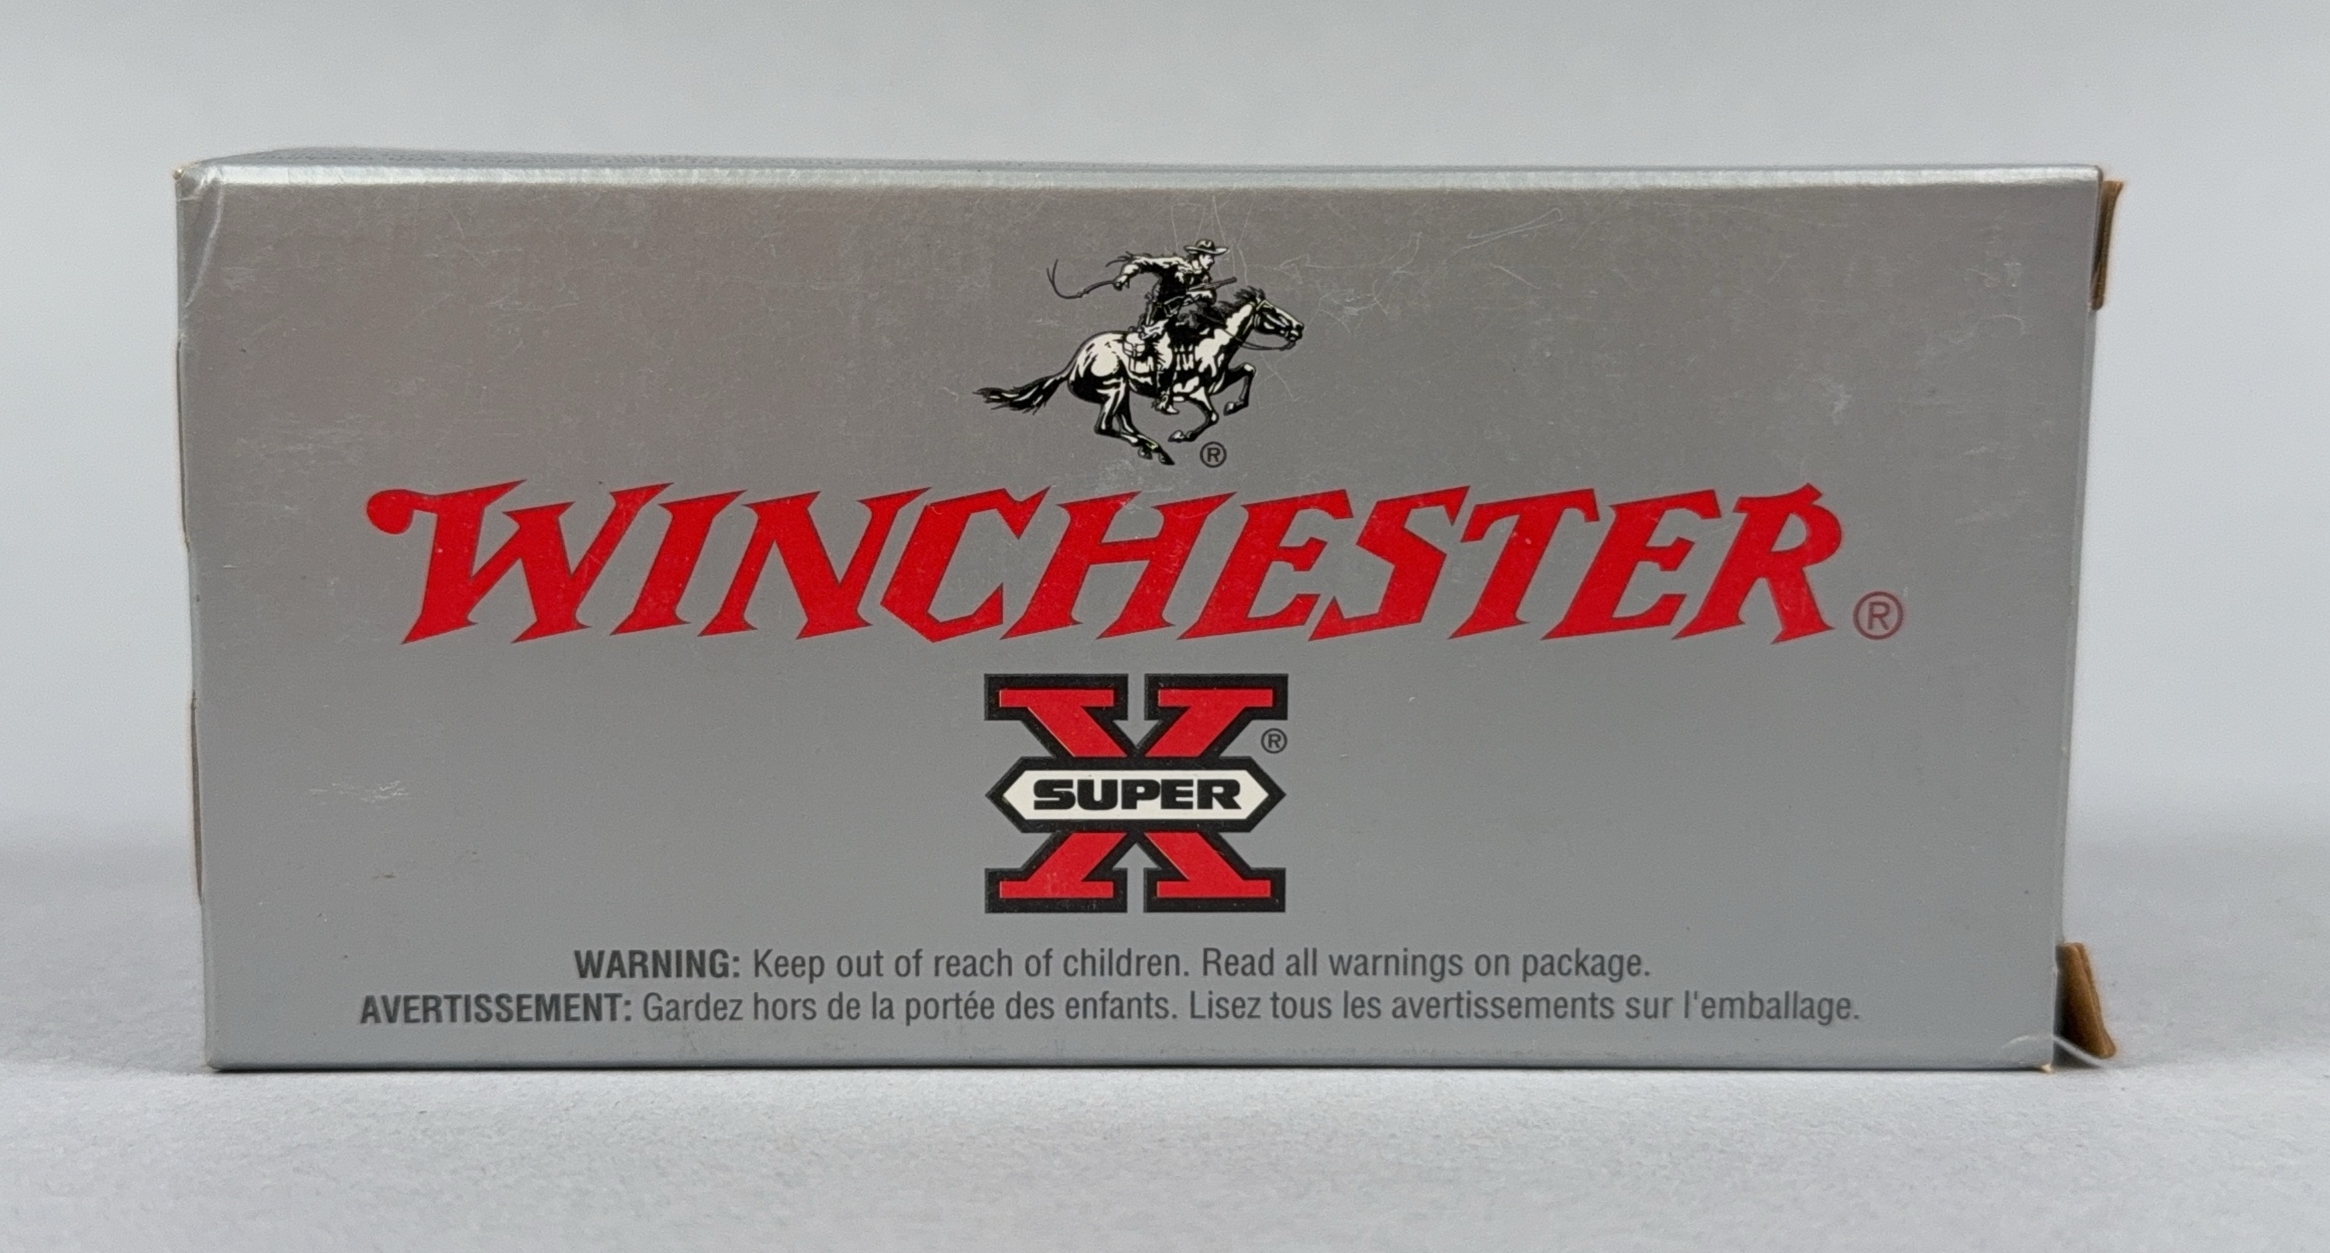 ®
WINCHESTER®
X®
SUPER
WARNING: Keep out of reach of children. Read all warnings on package.
AVERTISSEMENT: Gardez hors de la portée des enfants. Lisez tous les avertissements sur l'emballage.